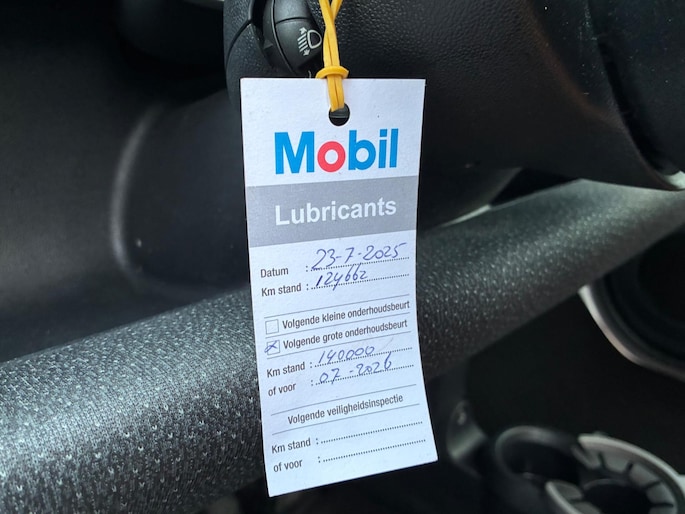 Mobil
Lubricants
Datum : 23-7-2025
Km stand : 124662
Volgende kleine onderhoudsbeurt
Volgende grote onderhoudsbeurt
Km stand : 140000
of voor : 07-2026
Volgende veiligheidsinspectie
Km stand :
of voor :